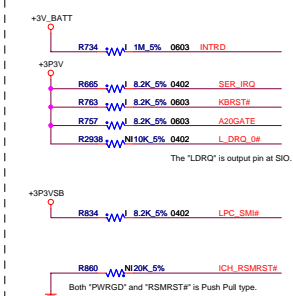 +3V_BATT
R734 I 1M_5% 0603 INTRD
+3P3V
R665 I 8.2K_5% 0402 SER_IRQ
R763 I 8.2K_5% 0603 KBRST#
R757 I 8.2K_5% 0603 A20GATE
R2938 NI 10K_5% 0402 L_DRQ_0#
The "LDRQ" is output pin at SIO.
+3P3VSB
R834 I 8.2K_5% 0402 LPC_SMI#
R860 NI 20K_5% ICH_RSMRST#
Both "PWRGD" and "RSMRST#" is Push Pull type.